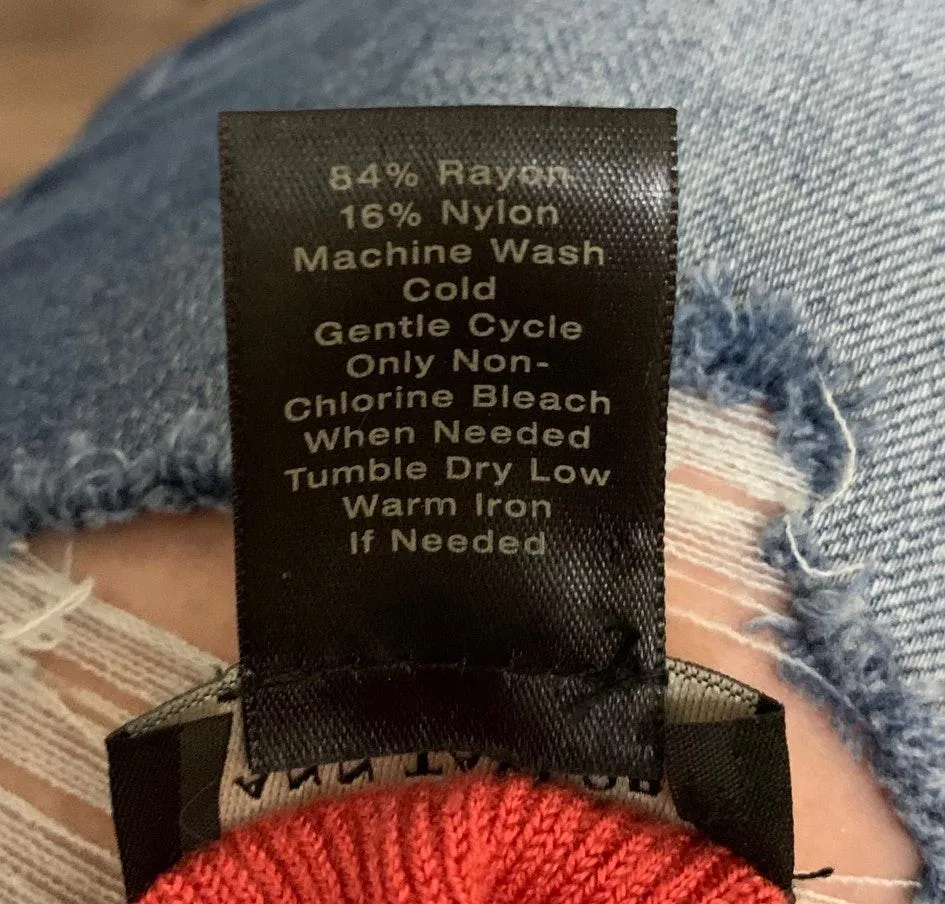 84% Rayon
16% Nylon
Machine Wash
Cold
Gentle Cycle
Only Non-
Chlorine Bleach
When Needed
Tumble Dry Low
Warm Iron
If Needed